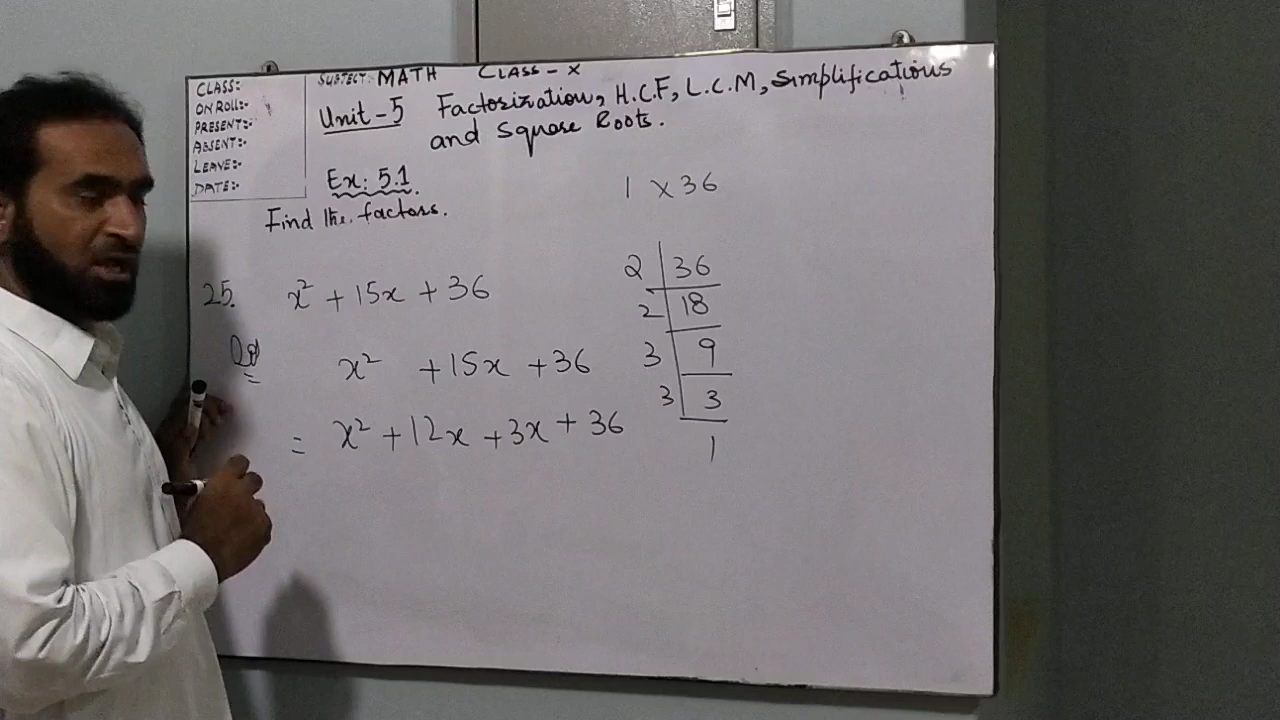 CLASS:
ON ROLL:-
PRESENT:-
ABSENT:-
LEAVE:-
DATE:-
SUBJECT: MATH CLASS - X
Unit-5 Factorization, H.C.F, L.C.M, Simplifications
and Square Roots.
Ex: 5.1
Find the factors.
25. x² + 15x + 36
x² + 15x + 36
= x² + 12x + 3x + 36
1 × 36
2 | 36
2 | 18
3 | 9
3 | 3
1